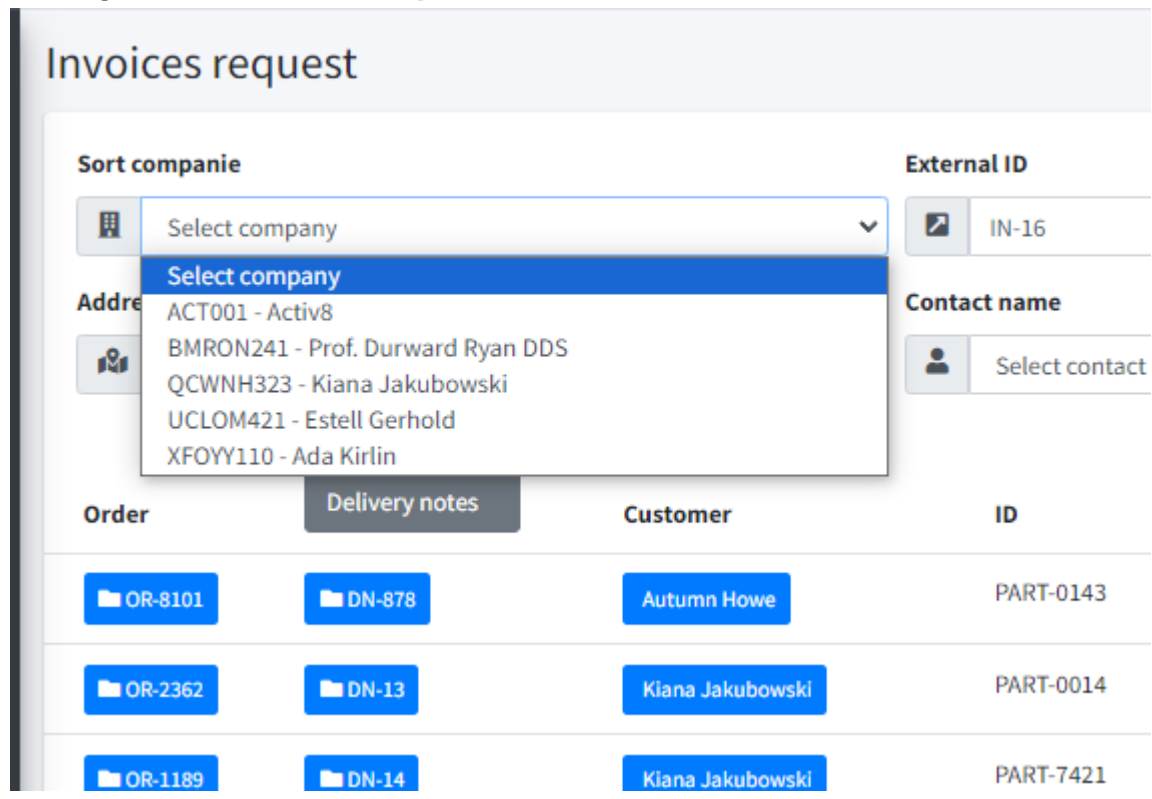 Invoices request
Sort companie
External ID
Select company
IN-16
Select company
ACT001 - Activ8
BMRON241 - Prof. Durward Ryan DDS
QCWNH323 - Kiana Jakubowski
UCLOM421 - Estell Gerhold
XFOYY110 - Ada Kirlin
Addre
Contact name
Select contact
Order
Delivery notes
Customer
ID
OR-8101
DN-878
Autumn Howe
PART-0143
OR-2362
DN-13
Kiana Jakubowski
PART-0014
OR-1189
DN-14
Kiana Jakubowski
PART-7421